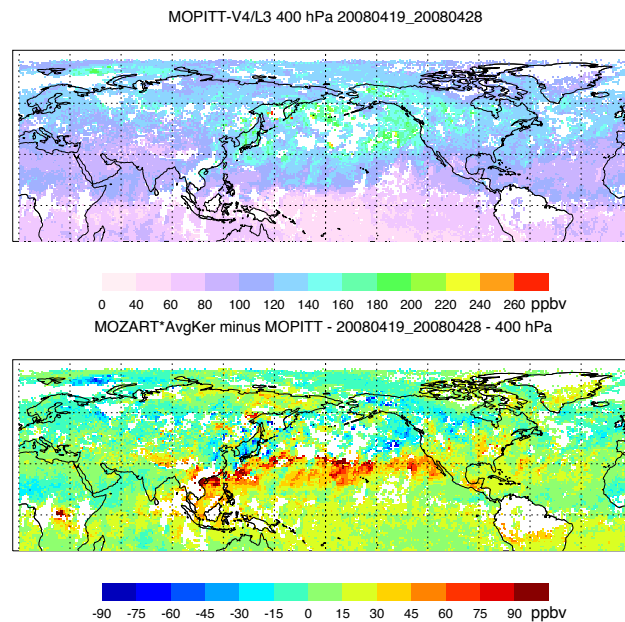 MOPITT-V4/L3 400 hPa 20080419_20080428
0 40 60 80 100 120 140 160 180 200 220 240 260 ppbv
MOZART*AvgKer minus MOPITT - 20080419_20080428 - 400 hPa
-90 -75 -60 -45 -30 -15 0 15 30 45 60 75 90 ppbv